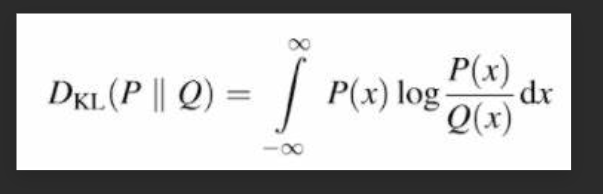 D_KL(P ∥ Q) = ∫_{-∞}^{∞} P(x) log P(x)/Q(x) dx